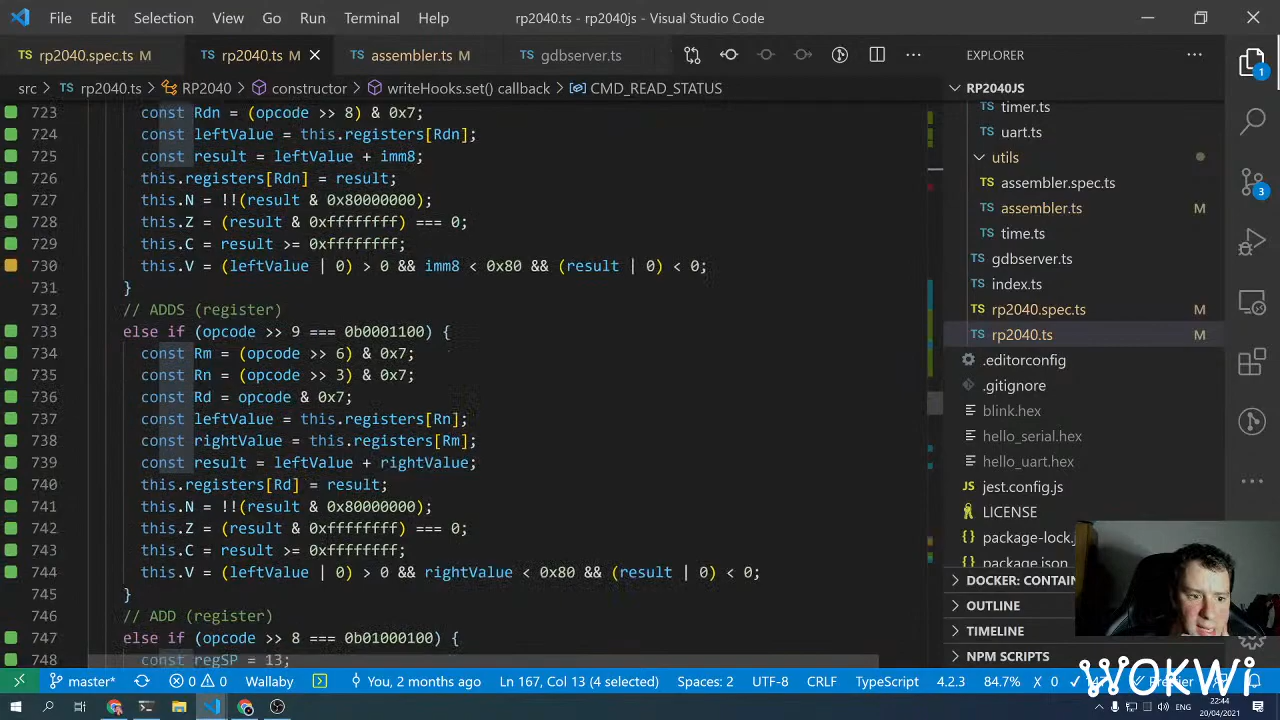 File Edit Selection View Go Run Terminal Help rp2040.ts - rp2040js - Visual Studio Code
TS rp2040.spec.ts M TS rp2040.ts M TS assembler.ts M TS gdbserver.ts EXPLORER
src > TS rp2040.ts > RP2040 > constructor > writeHooks.set() callback > CMD_READ_STATUS
RP2040JS
timer.ts
TS uart.ts
utils
TS assembler.spec.ts
TS assembler.ts M
TS time.ts
TS gdbserver.ts
TS index.ts
TS rp2040.spec.ts M
TS rp2040.ts M
.editorconfig
.gitignore
blink.hex
hello_serial.hex
hello_uart.hex
JS jest.config.js
LICENSE
{} package-lock.j
{} package.json
DOCKER: CONTAIN
OUTLINE
TIMELINE
NPM SCRIPTS
1
3
723 const Rdn = (opcode >> 8) & 0x7;
724 const leftValue = this.registers[Rdn];
725 const result = leftValue + imm8;
726 this.registers[Rdn] = result;
727 this.N = !!(result & 0x80000000);
728 this.Z = (result & 0xffffffff) === 0;
729 this.C = result >= 0xffffffff;
730 this.V = (leftValue | 0) > 0 && imm8 < 0x80 && (result | 0) < 0;
731 }
732 // ADDS (register)
733 else if (opcode >> 9 === 0b0001100) {
734 const Rm = (opcode >> 6) & 0x7;
735 const Rn = (opcode >> 3) & 0x7;
736 const Rd = opcode & 0x7;
737 const leftValue = this.registers[Rn];
738 const rightValue = this.registers[Rm];
739 const result = leftValue + rightValue;
740 this.registers[Rd] = result;
741 this.N = !!(result & 0x80000000);
742 this.Z = (result & 0xffffffff) === 0;
743 this.C = result >= 0xffffffff;
744 this.V = (leftValue | 0) > 0 && rightValue < 0x80 && (result | 0) < 0;
745 }
746 // ADD (register)
747 else if (opcode >> 8 === 0b01000100) {
748 const regSP = 13;
WOKWi
master* 0 0 Wallaby You, 2 months ago Ln 167, Col 13 (4 selected) Spaces: 2 UTF-8 CRLF TypeScript 4.2.3 84.7% X 0
ENG 22:44
20/04/2021